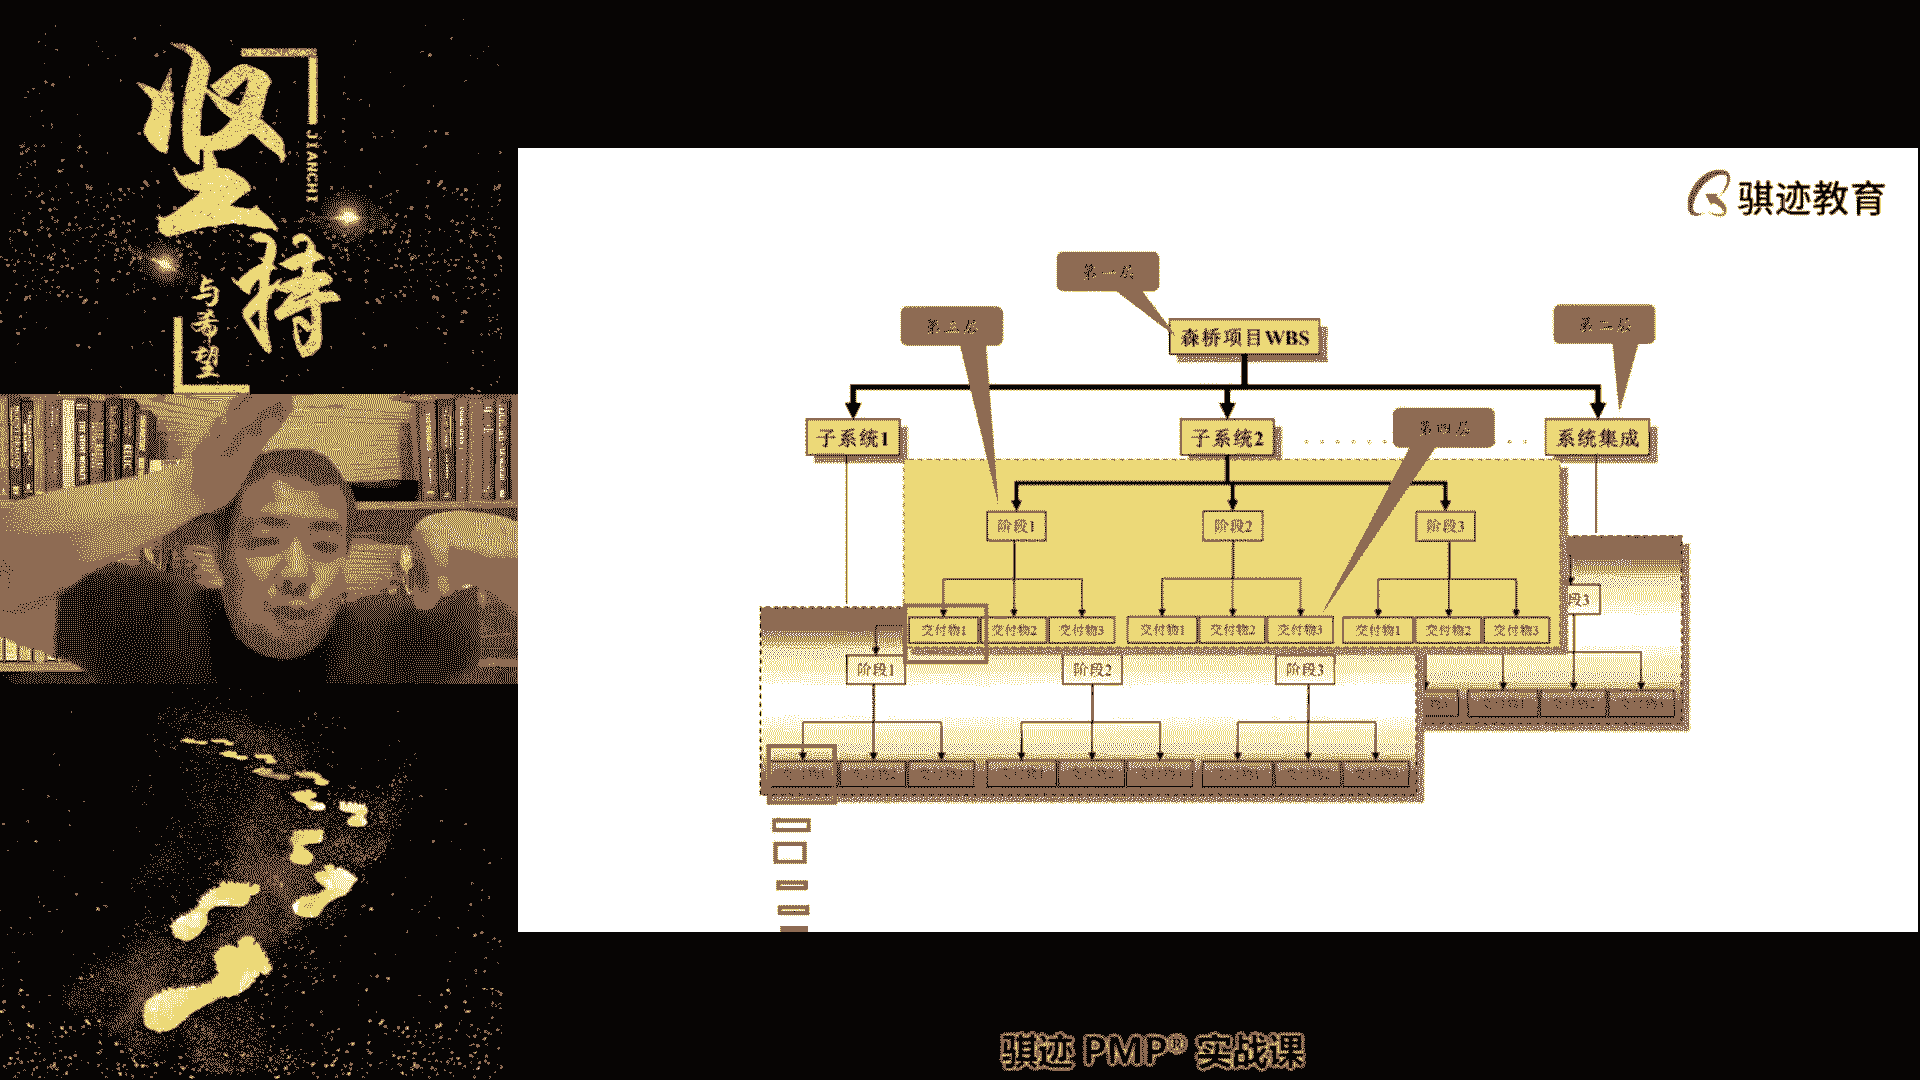 坚持
JIANCHI
与希望
骐迹教育
第一层
第三层
第二层
森桥项目WBS
第四层
子系统1
子系统2
系统集成
阶段1
阶段2
阶段3
段3
交付物1
交付物2
交付物3
交付物1
交付物2
交付物3
交付物1
交付物2
交付物3
阶段1
阶段2
阶段3
骐迹 PMP® 实战课